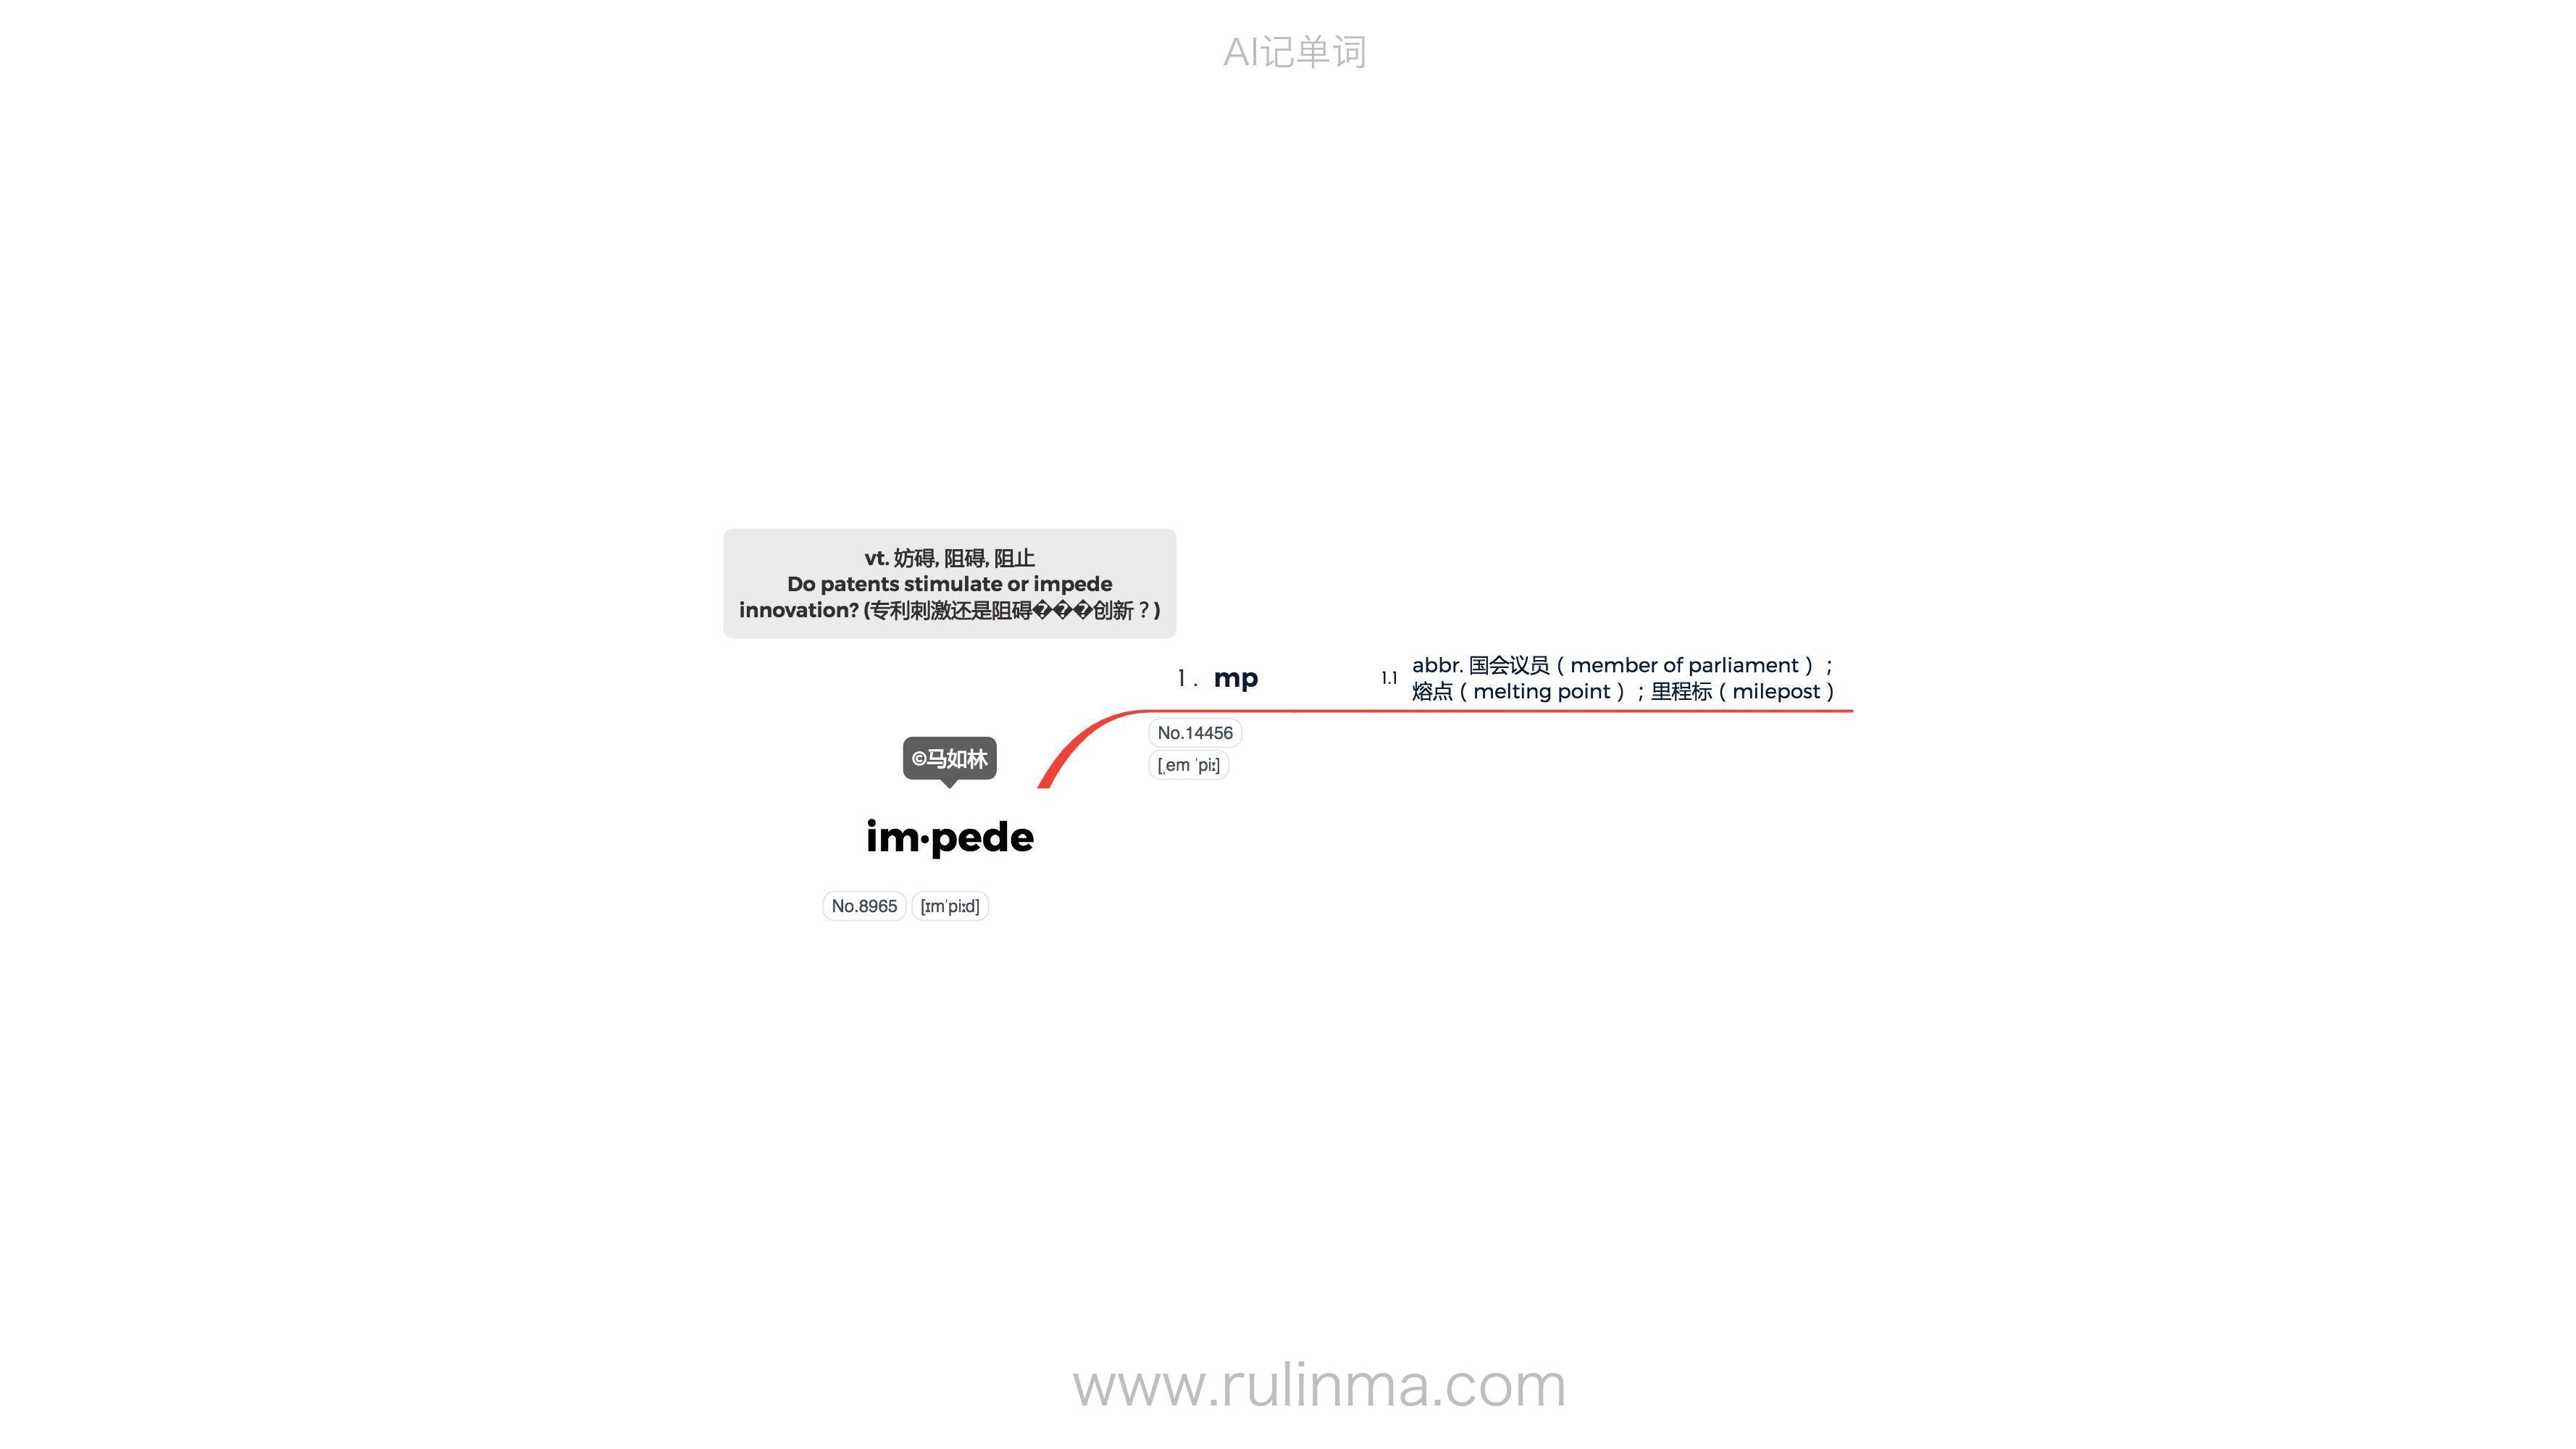 AI记单词
vt. 妨碍, 阻碍, 阻止
Do patents stimulate or impede
innovation? (专利刺激还是阻碍���创新？)
1. mp
1.1 abbr. 国会议员（member of parliament）；
熔点（melting point）；里程标（milepost）
No.14456
[ˌem ˈpiː]
©马如林
im·pede
No.8965 [ɪmˈpiːd]
www.rulinma.com